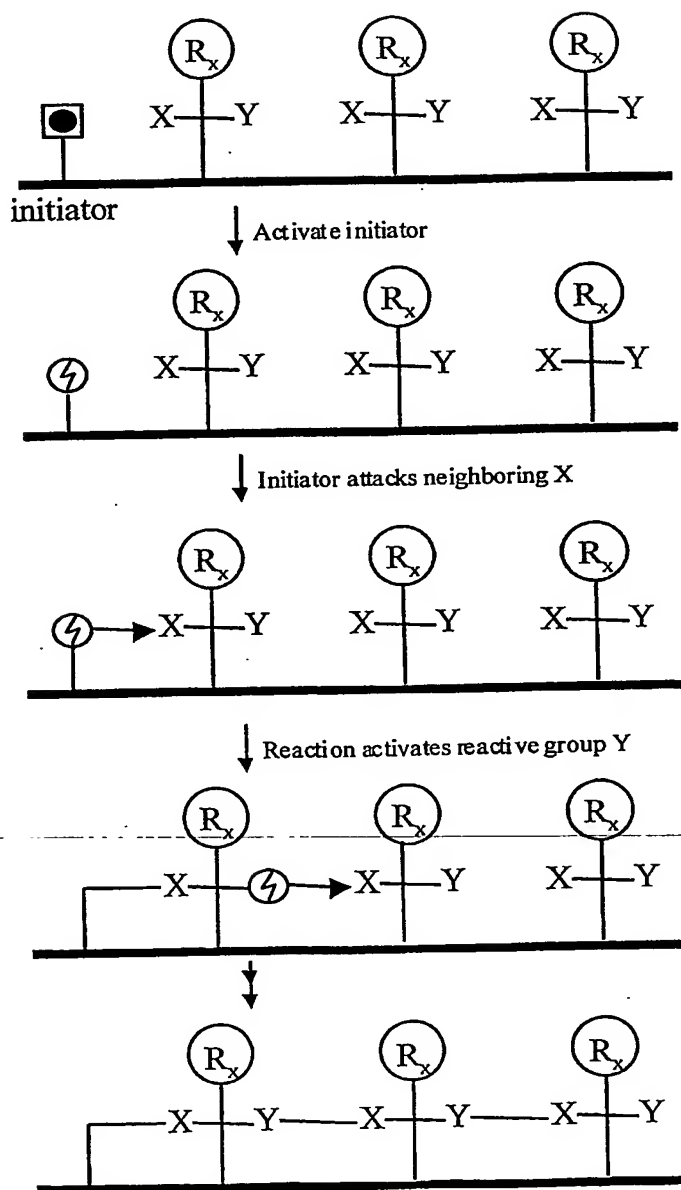 Rx Rx Rx
X Y X Y X Y
initiator
Activate initiator
Rx Rx Rx
X Y X Y X Y
Initiator attacks neighboring X
Rx Rx Rx
X Y X Y X Y
Reaction activates reactive group Y
Rx Rx Rx
X X Y X Y
Rx Rx Rx
X Y X Y X Y